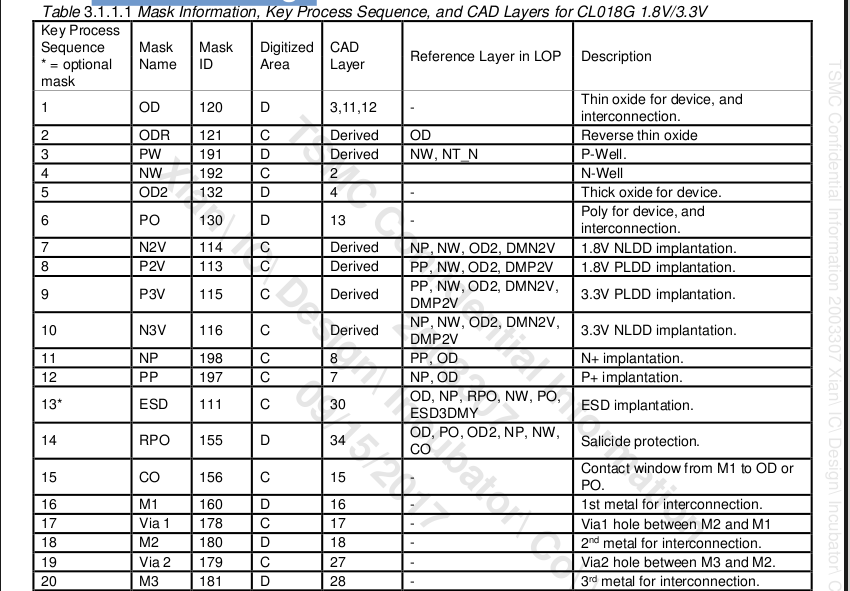 Table 3.1.1.1 Mask Information, Key Process Sequence, and CAD Layers for CL018G 1.8V/3.3V
Key Process Sequence * = optional mask | Mask Name | Mask ID | Digitized Area | CAD Layer | Reference Layer in LOP | Description
1 | OD | 120 | D | 3,11,12 | - | Thin oxide for device, and interconnection.
2 | ODR | 121 | C | Derived | OD | Reverse thin oxide
3 | PW | 191 | D | Derived | NW, NT_N | P-Well.
4 | NW | 192 | C | 2 | | N-Well
5 | OD2 | 132 | D | 4 | - | Thick oxide for device.
6 | PO | 130 | D | 13 | - | Poly for device, and interconnection.
7 | N2V | 114 | C | Derived | NP, NW, OD2, DMN2V | 1.8V NLDD implantation.
8 | P2V | 113 | C | Derived | PP, NW, OD2, DMP2V | 1.8V PLDD implantation.
9 | P3V | 115 | C | Derived | PP, NW, OD2, DMN2V, DMP2V | 3.3V PLDD implantation.
10 | N3V | 116 | C | Derived | NP, NW, OD2, DMN2V, DMP2V | 3.3V NLDD implantation.
11 | NP | 198 | C | 8 | PP, OD | N+ implantation.
12 | PP | 197 | C | 7 | NP, OD | P+ implantation.
13* | ESD | 111 | C | 30 | OD, NP, RPO, NW, PO, ESD3DMY | ESD implantation.
14 | RPO | 155 | D | 34 | OD, PO, OD2, NP, NW, CO | Salicide protection.
15 | CO | 156 | C | 15 | - | Contact window from M1 to OD or PO.
16 | M1 | 160 | D | 16 | - | 1st metal for interconnection.
17 | Via 1 | 178 | C | 17 | - | Via1 hole between M2 and M1
18 | M2 | 180 | D | 18 | - | 2nd metal for interconnection.
19 | Via 2 | 179 | C | 27 | - | Via2 hole between M3 and M2.
20 | M3 | 181 | D | 28 | - | 3rd metal for interconnection.
TSMC Confidential Information
2003307
Xian\ IC\ Design\ Incubator\
09/15/2017
TSMC Confidential Information 2003307 Xian\ IC\ Design\ Incubator\ C